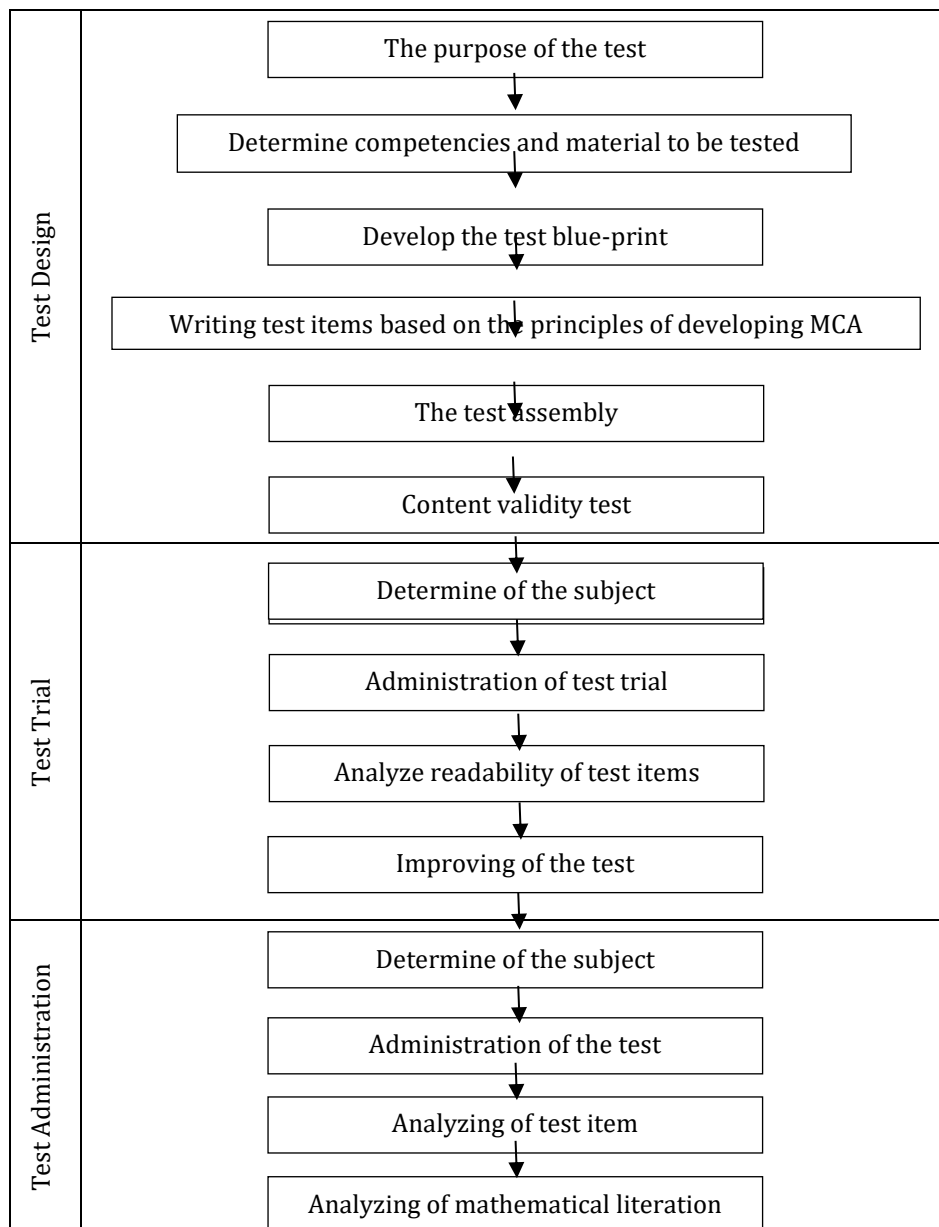 Test Design
The purpose of the test
Determine competencies and material to be tested
Develop the test blue-print
Writing test items based on the principles of developing MCA
The test assembly
Content validity test
Test Trial
Determine of the subject
Administration of test trial
Analyze readability of test items
Improving of the test
Test Administration
Determine of the subject
Administration of the test
Analyzing of test item
Analyzing of mathematical literation